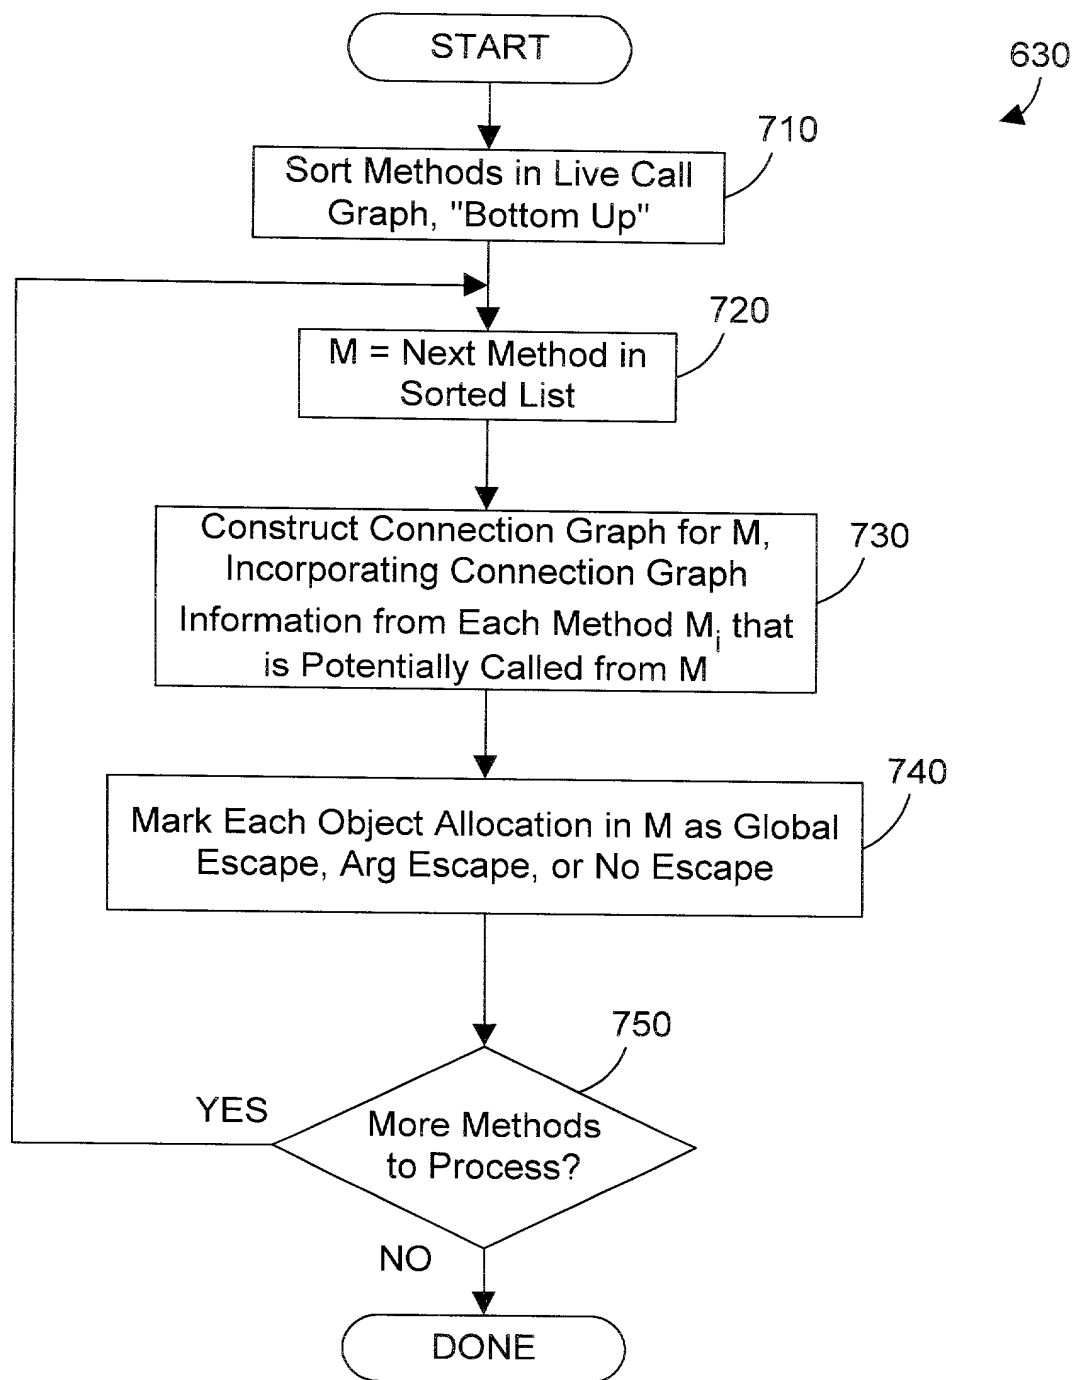 START
630
710
Sort Methods in Live Call
Graph, "Bottom Up"
720
M = Next Method in
Sorted List
730
Construct Connection Graph for M,
Incorporating Connection Graph
Information from Each Method Mi that
is Potentially Called from M
740
Mark Each Object Allocation in M as Global
Escape, Arg Escape, or No Escape
750
YES
More Methods
to Process?
NO
DONE